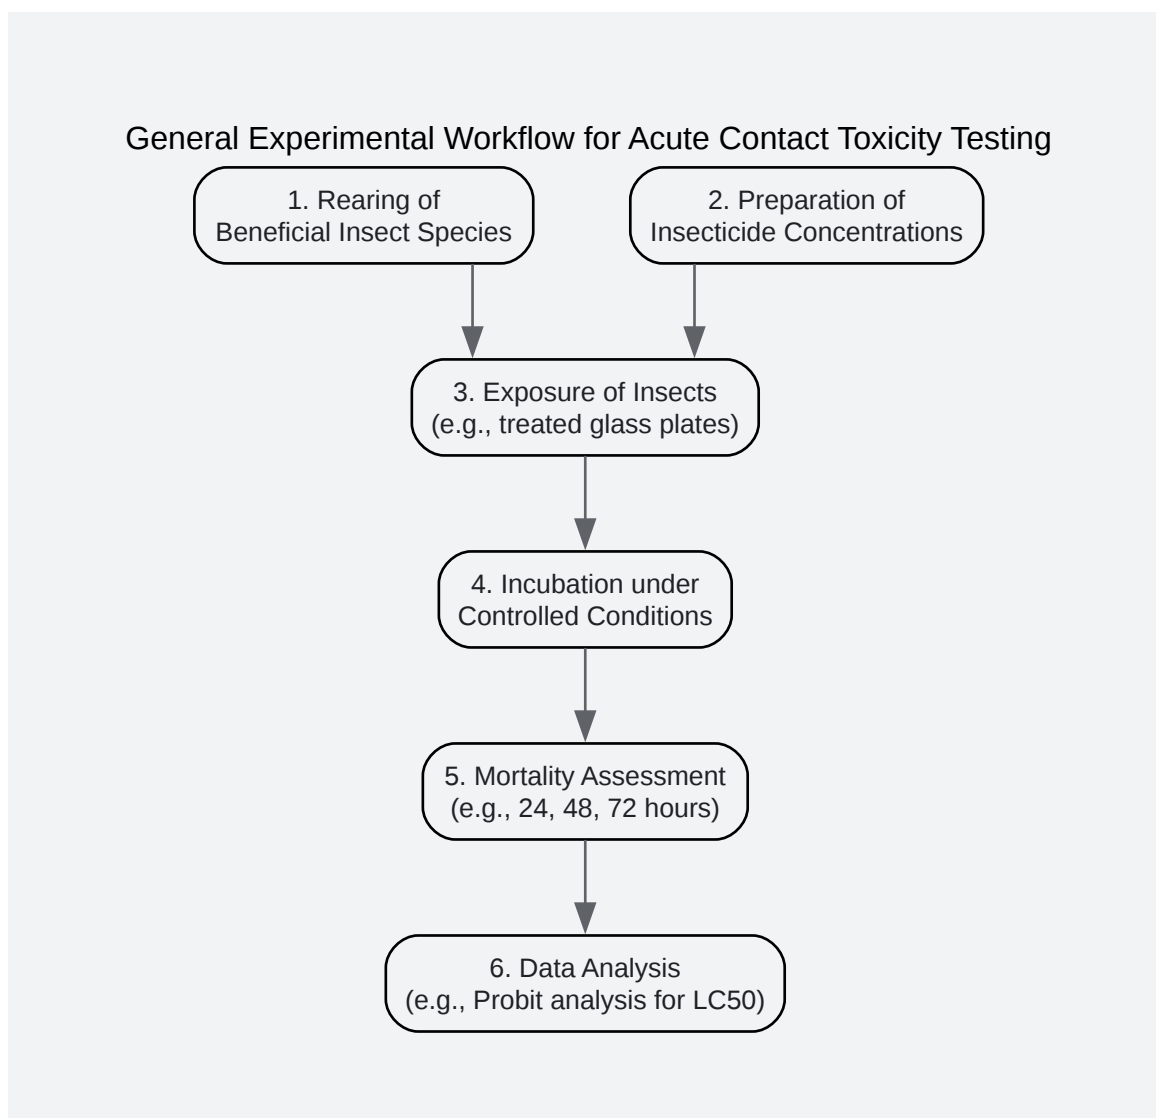 General Experimental Workflow for Acute Contact Toxicity Testing
1. Rearing of
Beneficial Insect Species
2. Preparation of
Insecticide Concentrations
3. Exposure of Insects
(e.g., treated glass plates)
4. Incubation under
Controlled Conditions
5. Mortality Assessment
(e.g., 24, 48, 72 hours)
6. Data Analysis
(e.g., Probit analysis for LC50)